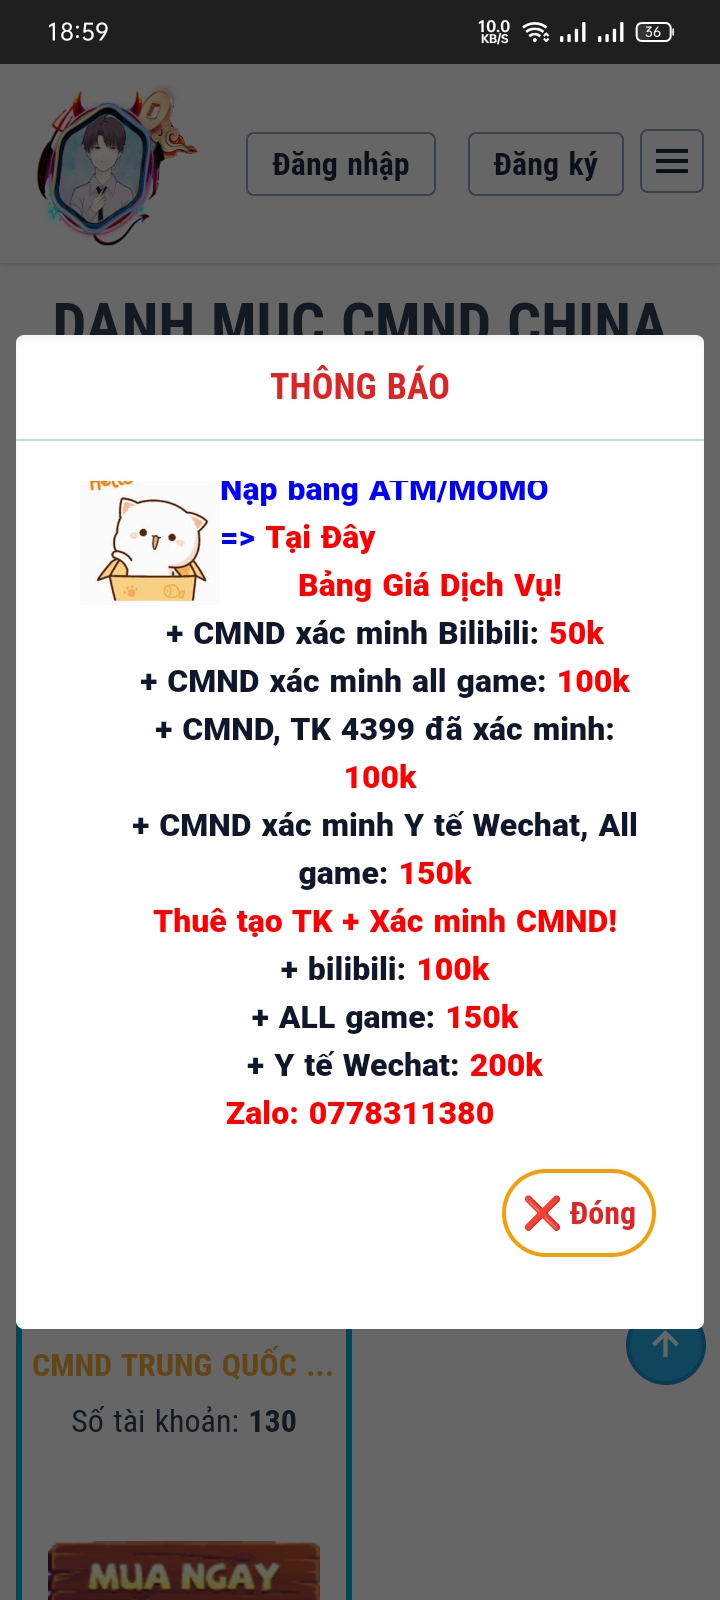 18:59
10.0
KB/S
36
Đăng nhập
Đăng ký
DANH MỤC CMND CHINA
THÔNG BÁO
Hello
Nạp bằng ATM/MOMO
=> Tại Đây
Bảng Giá Dịch Vụ!
+ CMND xác minh Bilibili: 50k
+ CMND xác minh all game: 100k
+ CMND, TK 4399 đã xác minh:
100k
+ CMND xác minh Y tế Wechat, All
game: 150k
Thuê tạo TK + Xác minh CMND!
+ bilibili: 100k
+ ALL game: 150k
+ Y tế Wechat: 200k
Zalo: 0778311380
❌ Đóng
CMND TRUNG QUỐC ...
Số tài khoản: 130
MUA NGAY